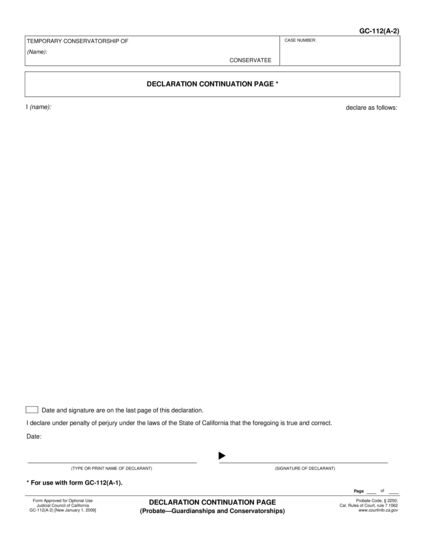 GC-112(A-2)
TEMPORARY CONSERVATORSHIP OF
(Name):
CONSERVATEE
CASE NUMBER:
DECLARATION CONTINUATION PAGE *
I (name): declare as follows:
Date and signature are on the last page of this declaration.
I declare under penalty of perjury under the laws of the State of California that the foregoing is true and correct.
Date:
(TYPE OR PRINT NAME OF DECLARANT) (SIGNATURE OF DECLARANT)
* For use with form GC-112(A-1).
Page ____ of ____
Form Approved for Optional Use
Judicial Council of California
GC-112(A-2) [New January 1, 2009]
DECLARATION CONTINUATION PAGE
(Probate—Guardianships and Conservatorships)
Probate Code, § 2250;
Cal. Rules of Court, rule 7.1062
www.courtinfo.ca.gov